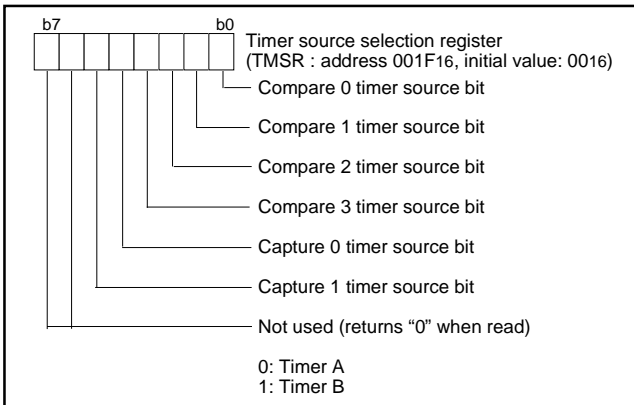 b7 b0
Timer source selection register
(TMSR : address 001F16, initial value: 0016)
Compare 0 timer source bit
Compare 1 timer source bit
Compare 2 timer source bit
Compare 3 timer source bit
Capture 0 timer source bit
Capture 1 timer source bit
Not used (returns “0” when read)
0: Timer A
1: Timer B